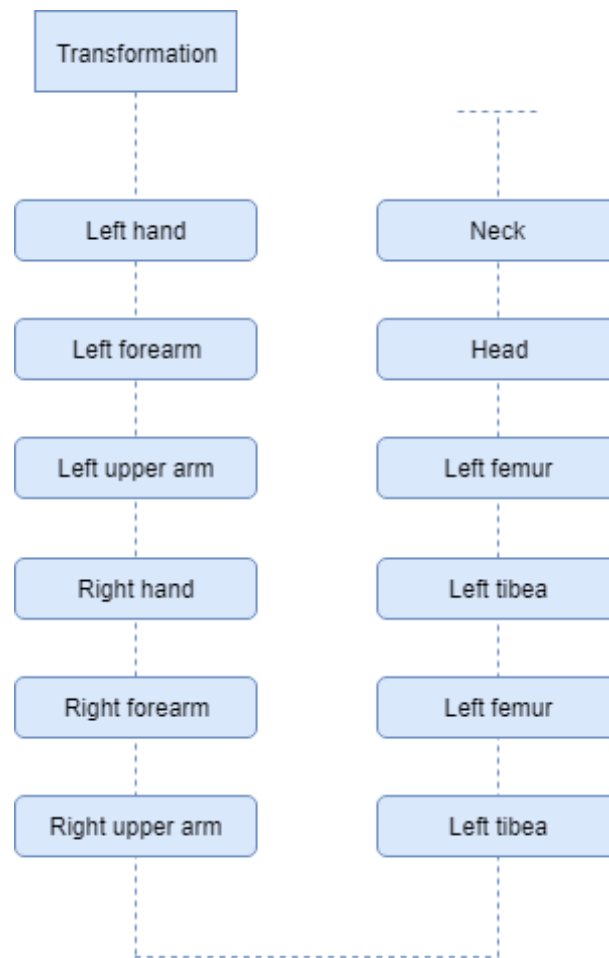 Transformation
Left hand
Left forearm
Left upper arm
Right hand
Right forearm
Right upper arm
Neck
Head
Left femur
Left tibea
Left femur
Left tibea